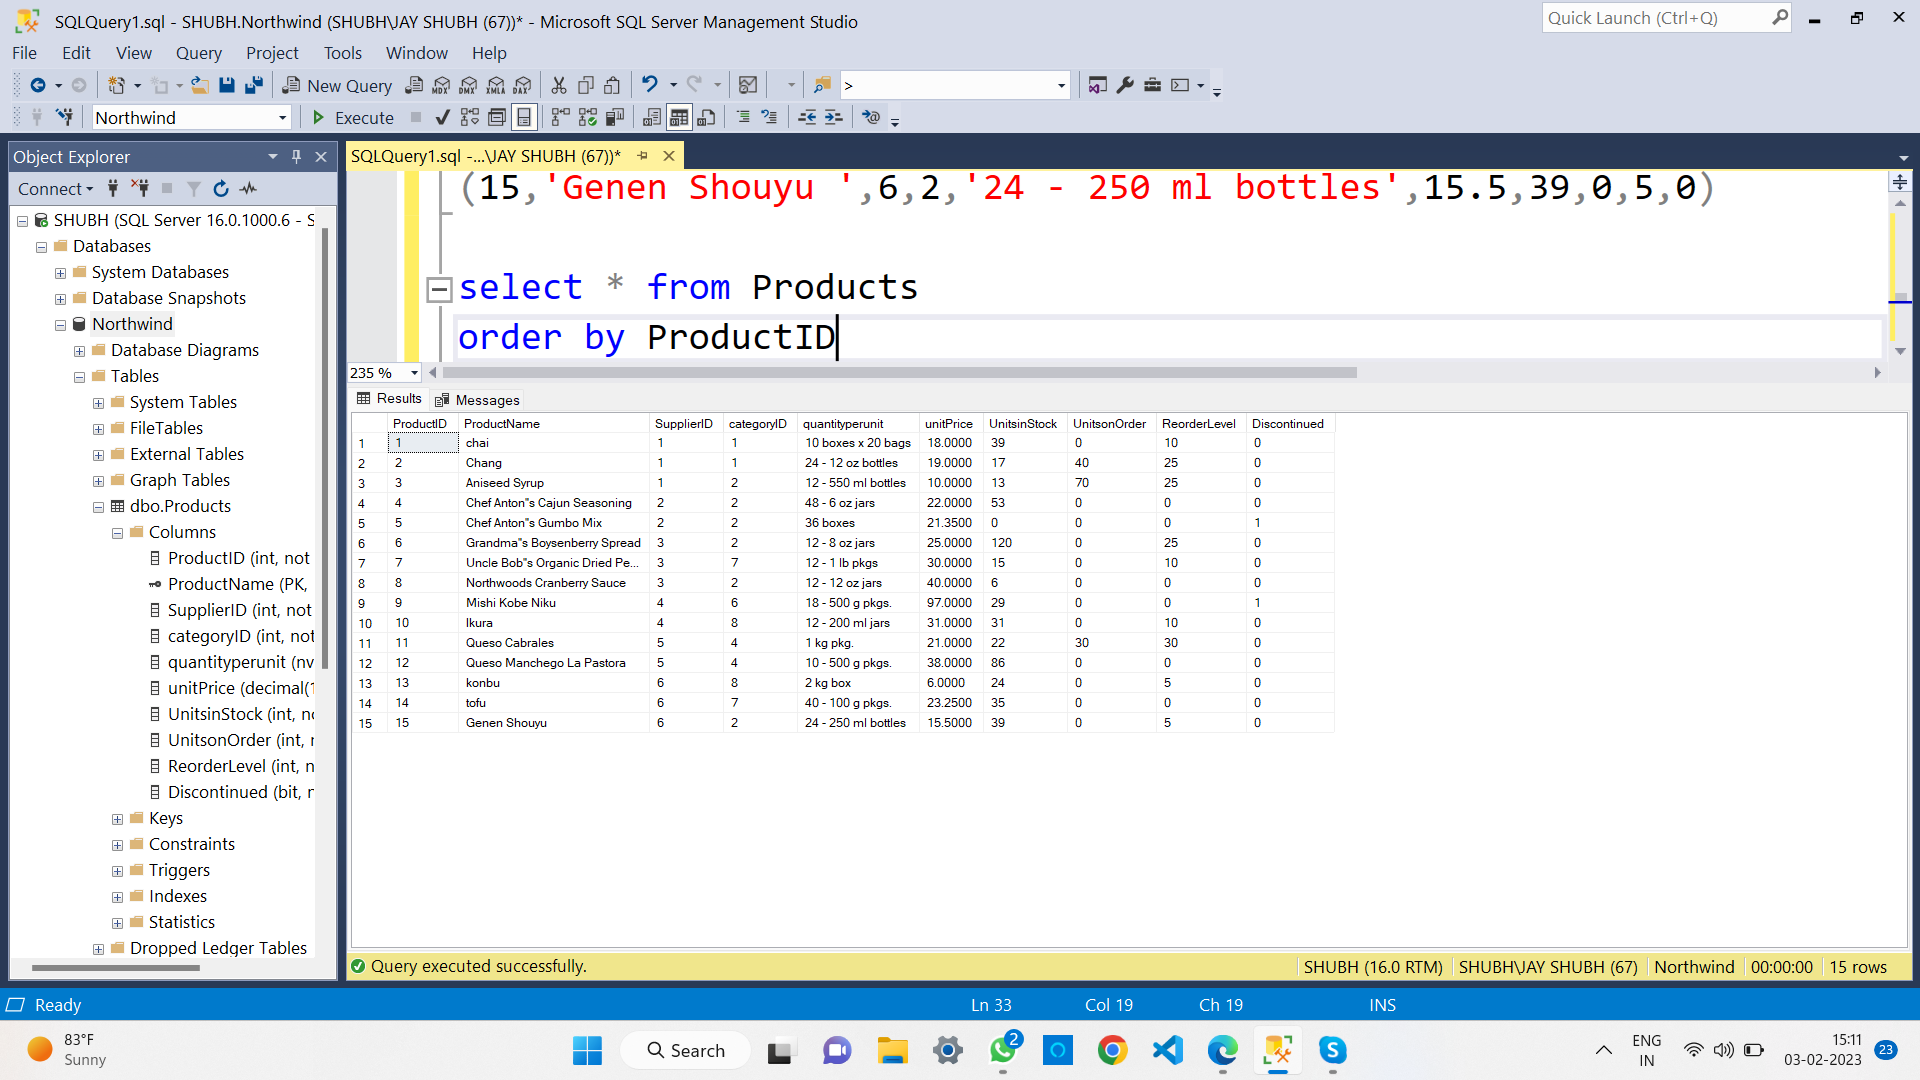 SQLQuery1.sql - SHUBH.Northwind (SHUBH\JAY SHUBH (67))* - Microsoft SQL Server Management Studio
Quick Launch (Ctrl+Q)
File Edit View Query Project Tools Window Help
New Query MDX DMX XMLA DAX >
Northwind Execute
Object Explorer
Connect
SHUBH (SQL Server 16.0.1000.6 - S
Databases
System Databases
Database Snapshots
Northwind
Database Diagrams
Tables
System Tables
FileTables
External Tables
Graph Tables
dbo.Products
Columns
ProductID (int, not
ProductName (PK,
SupplierID (int, not
categoryID (int, not
quantityperunit (nv
unitPrice (decimal(1
UnitsinStock (int, no
UnitsonOrder (int, r
ReorderLevel (int, n
Discontinued (bit, n
Keys
Constraints
Triggers
Indexes
Statistics
Dropped Ledger Tables
SQLQuery1.sql -...\JAY SHUBH (67))*
(15,'Genen Shouyu ',6,2,'24 - 250 ml bottles',15.5,39,0,5,0)
select * from Products
order by ProductID
235 %
Results Messages
ProductID ProductName SupplierID categoryID quantityperunit unitPrice UnitsinStock UnitsonOrder ReorderLevel Discontinued
1 1 chai 1 1 10 boxes x 20 bags 18.0000 39 0 10 0
2 2 Chang 1 1 24 - 12 oz bottles 19.0000 17 40 25 0
3 3 Aniseed Syrup 1 2 12 - 550 ml bottles 10.0000 13 70 25 0
4 4 Chef Anton"s Cajun Seasoning 2 2 48 - 6 oz jars 22.0000 53 0 0 0
5 5 Chef Anton"s Gumbo Mix 2 2 36 boxes 21.3500 0 0 0 1
6 6 Grandma"s Boysenberry Spread 3 2 12 - 8 oz jars 25.0000 120 0 25 0
7 7 Uncle Bob"s Organic Dried Pe... 3 7 12 - 1 lb pkgs 30.0000 15 0 10 0
8 8 Northwoods Cranberry Sauce 3 2 12 - 12 oz jars 40.0000 6 0 0 0
9 9 Mishi Kobe Niku 4 6 18 - 500 g pkgs. 97.0000 29 0 0 1
10 10 Ikura 4 8 12 - 200 ml jars 31.0000 31 0 10 0
11 11 Queso Cabrales 5 4 1 kg pkg. 21.0000 22 30 30 0
12 12 Queso Manchego La Pastora 5 4 10 - 500 g pkgs. 38.0000 86 0 0 0
13 13 konbu 6 8 2 kg box 6.0000 24 0 5 0
14 14 tofu 6 7 40 - 100 g pkgs. 23.2500 35 0 0 0
15 15 Genen Shouyu 6 2 24 - 250 ml bottles 15.5000 39 0 5 0
Query executed successfully. SHUBH (16.0 RTM) SHUBH\JAY SHUBH (67) Northwind 00:00:00 15 rows
Ready Ln 33 Col 19 Ch 19 INS
83°F
Sunny
Search
2
ENG
IN
15:11
03-02-2023
23